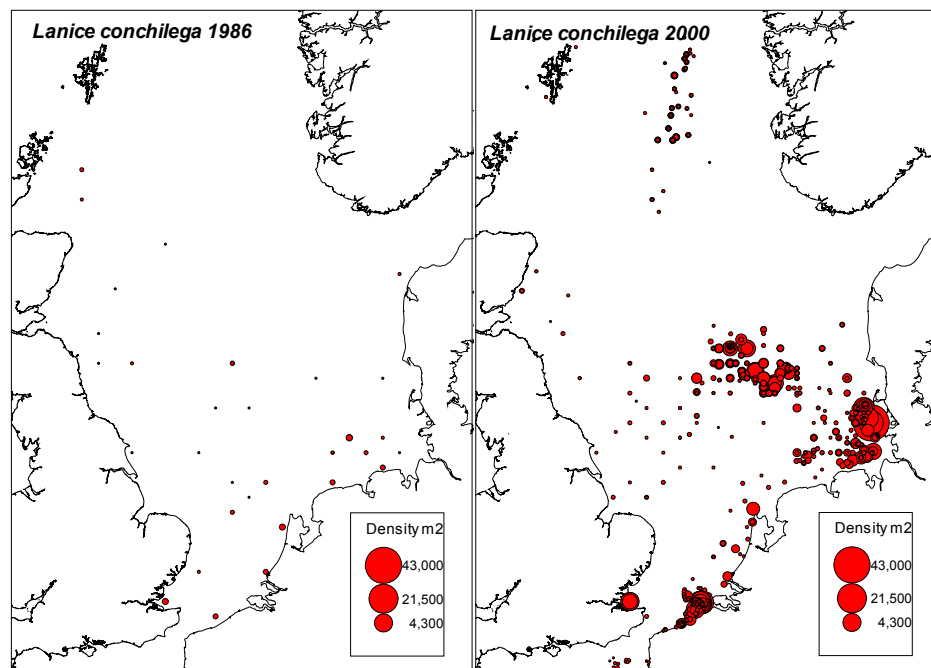 Lanice conchilega 1986
Density m2
43,000
21,500
4,300
Lanice conchilega 2000
Density m2
43,000
21,500
4,300